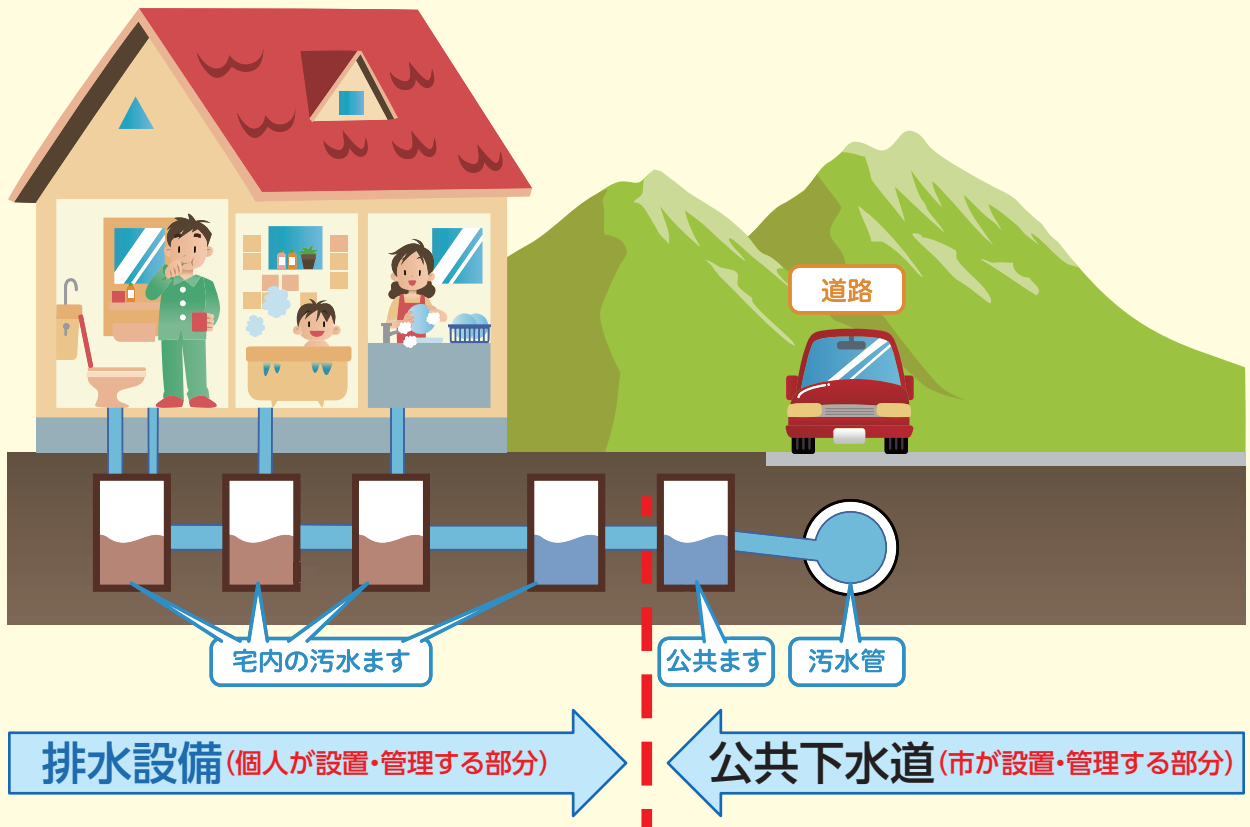 道路
宅内の汚水ます
公共ます
汚水管
排水設備(個人が設置・管理する部分)
公共下水道(市が設置・管理する部分)